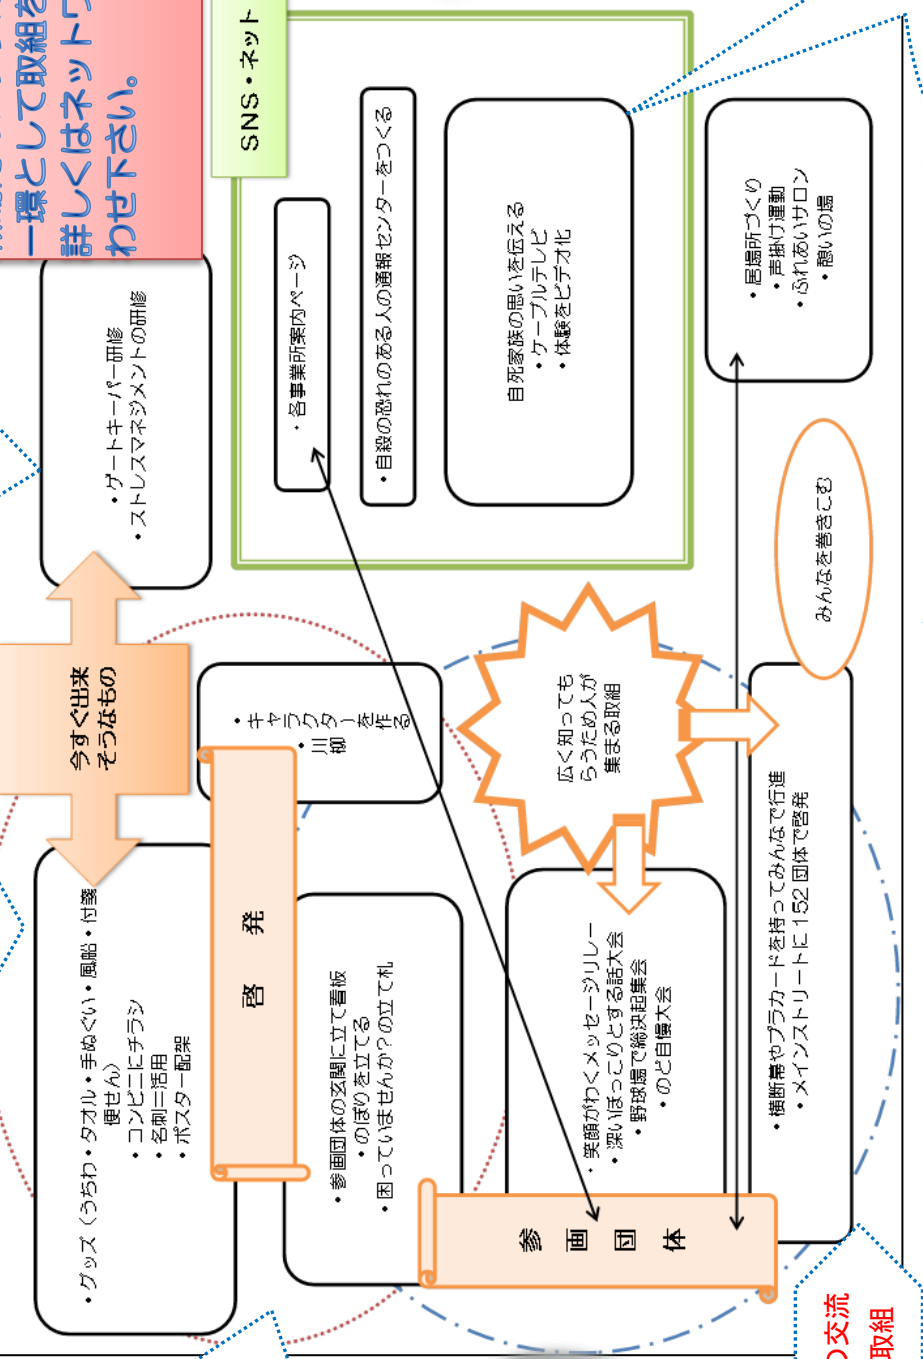 一環として取組を
詳しくはネットワ
わせ下さい。
SNS・ネット
今すぐ出来
そうなもの
・ゲートキーパー研修
・ストレスマネジメントの研修
・グッズ（うちわ・タオル・手ぬぐい・風船・付箋
便せん）
・コンビニにチラシ
・名刺ニ活用
・ポスター配架
啓 発
・キャラクターを作る
・川柳
・各事業所案内ページ
・自殺の恐れのある人の通報センターをつくる
自死家族の思いを伝える
・ケーブルテレビ
・体験をビデオ化
・参画団体の玄関に立て看板
・のぼりを立てる
・困っていませんか？の立て札
広く知っても
らうため人が
集まる取組
・笑顔がわくメッセージリレー
・深いほっこりとする話大会
・野球場で総決起集会
・のど自慢大会
参 画 団 体
・居場所づくり
・声掛け運動
・ふれあいサロン
・憩いの場
みんなを巻きこむ
・横断幕やプラカードを持ってみんなで行進
・メインストリートに152団体で啓発
の交流
取組